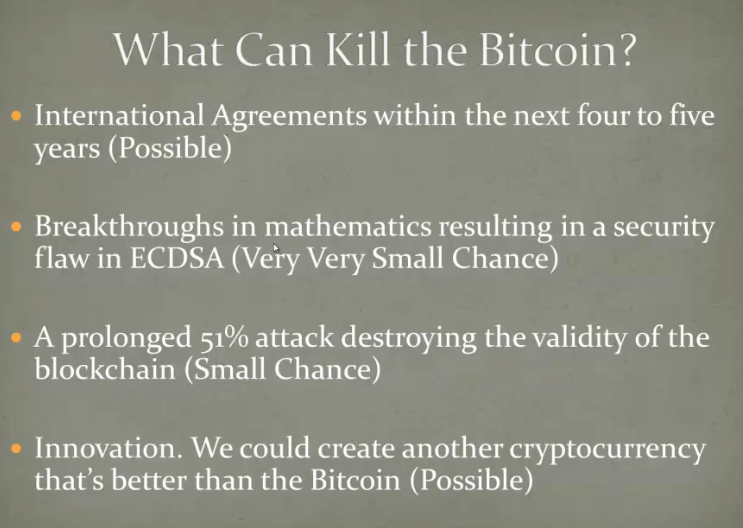 What Can Kill the Bitcoin?
International Agreements within the next four to five
years (Possible)
Breakthroughs in mathematics resulting in a security
flaw in ECDSA (Very Very Small Chance)
A prolonged 51% attack destroying the validity of the
blockchain (Small Chance)
Innovation. We could create another cryptocurrency
that's better than the Bitcoin (Possible)